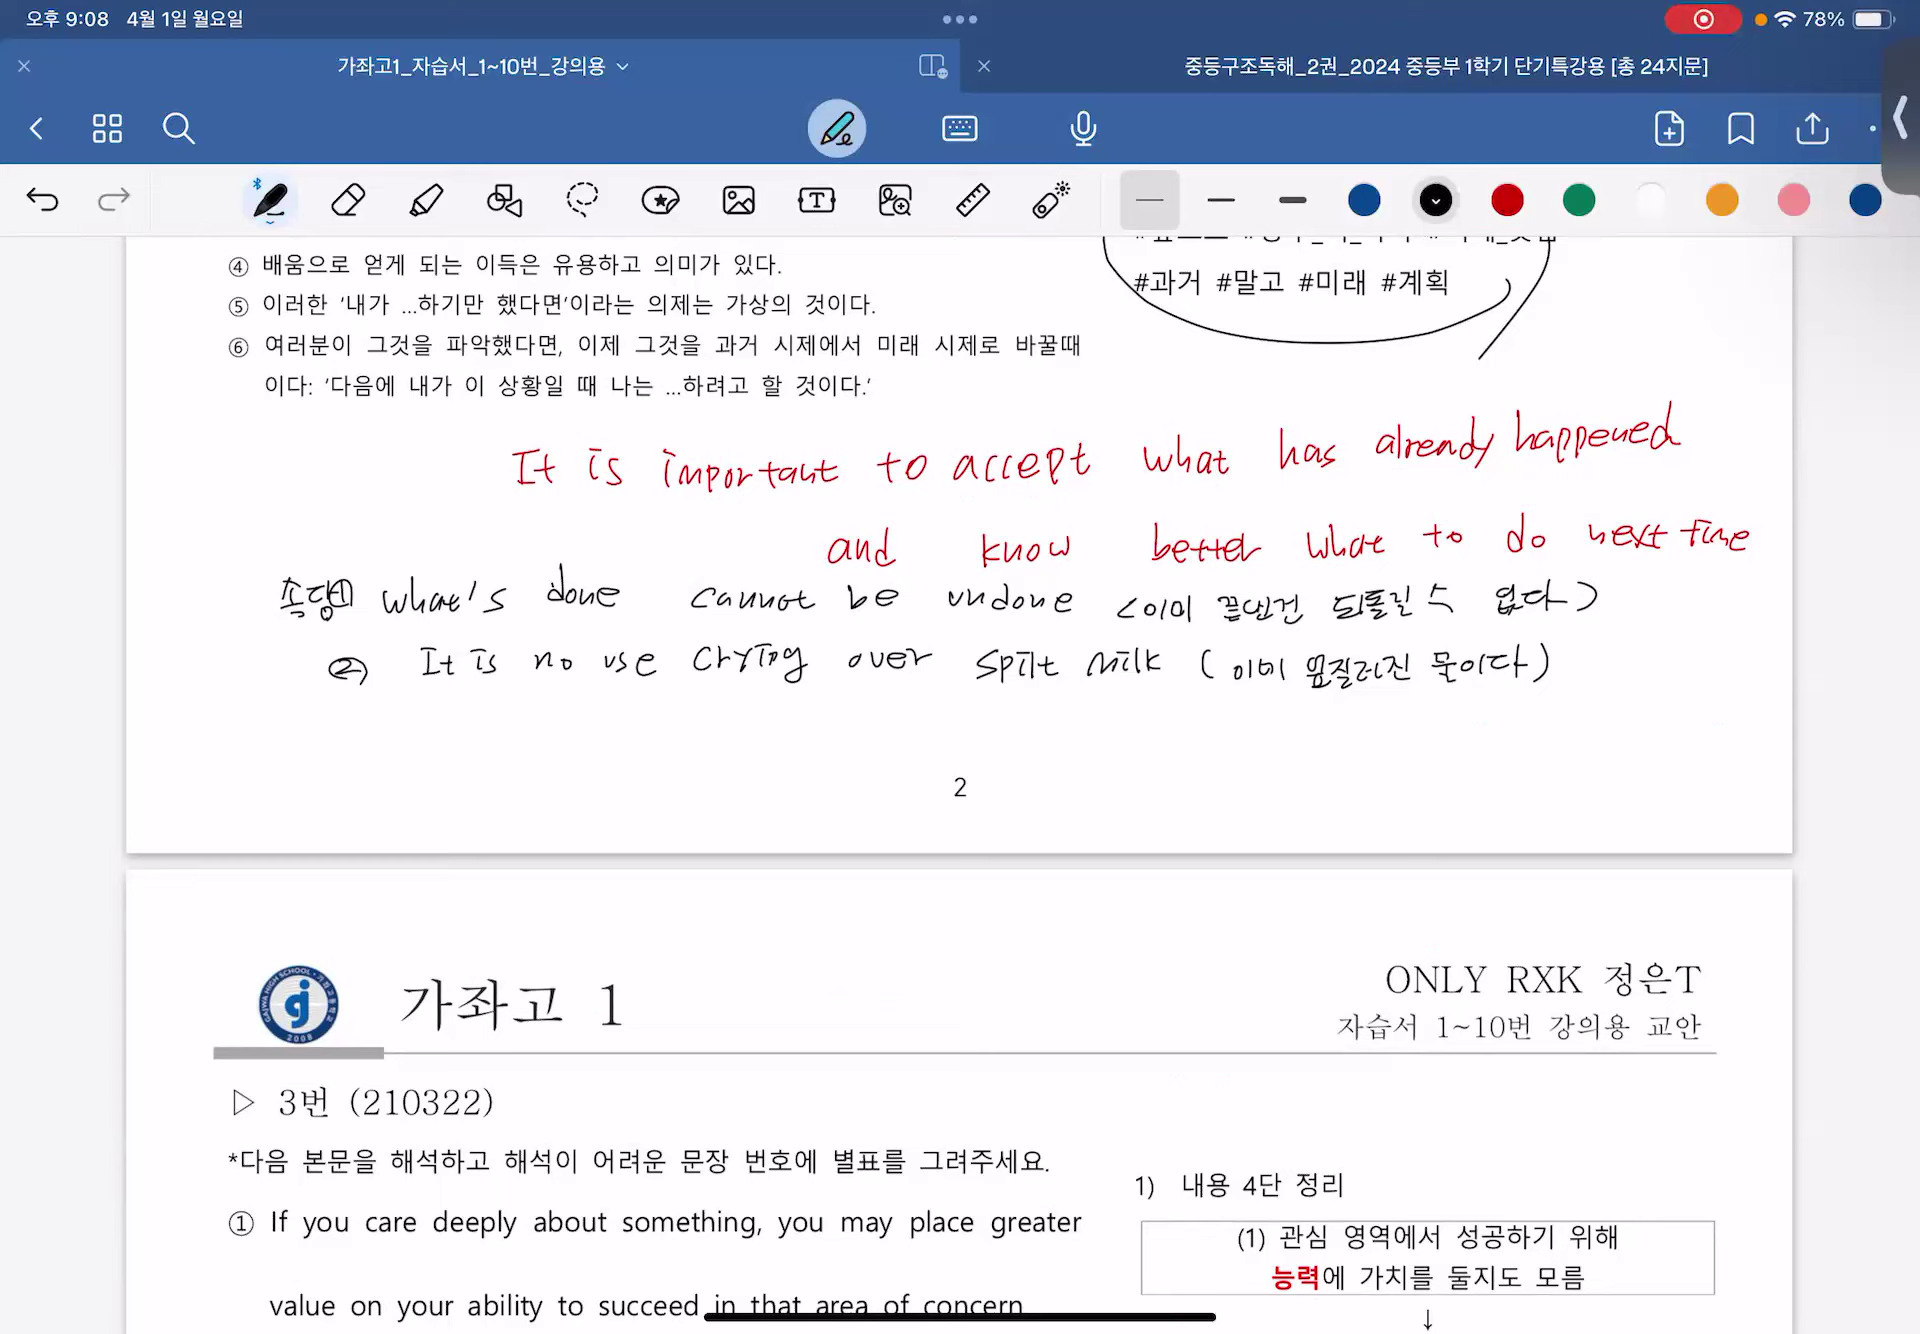 오후 9:08 4월 1일 월요일
78%
가좌고1_자습서_1~10번_강의용
중등구조독해_2권_2024 중등부 1학기 단기특강용 [총 24지문]
④ 배움으로 얻게 되는 이득은 유용하고 의미가 있다.
⑤ 이러한 '내가 ...하기만 했다면'이라는 의제는 가상의 것이다.
⑥ 여러분이 그것을 파악했다면, 이제 그것을 과거 시제에서 미래 시제로 바꿀때
이다: '다음에 내가 이 상황일 때 나는 ...하려고 할 것이다.'
#과거 #말고 #미래 #계획
It is important to accept what has already happened
and know better what to do next time
속담① what's done cannot be undone (이미 끝난건 되돌릴 수 없다)
② It is no use crying over spilt milk (이미 엎질러진 물이다)
2
GAJWA HIGH SCHOOL · 가좌고등학교
gj
2008
가좌고 1
ONLY RXK 정은T
자습서 1~10번 강의용 교안
▷ 3번 (210322)
*다음 본문을 해석하고 해석이 어려운 문장 번호에 별표를 그려주세요.
① If you care deeply about something, you may place greater
value on your ability to succeed in that area of concern
1) 내용 4단 정리
(1) 관심 영역에서 성공하기 위해
능력에 가치를 둘지도 모름
↓